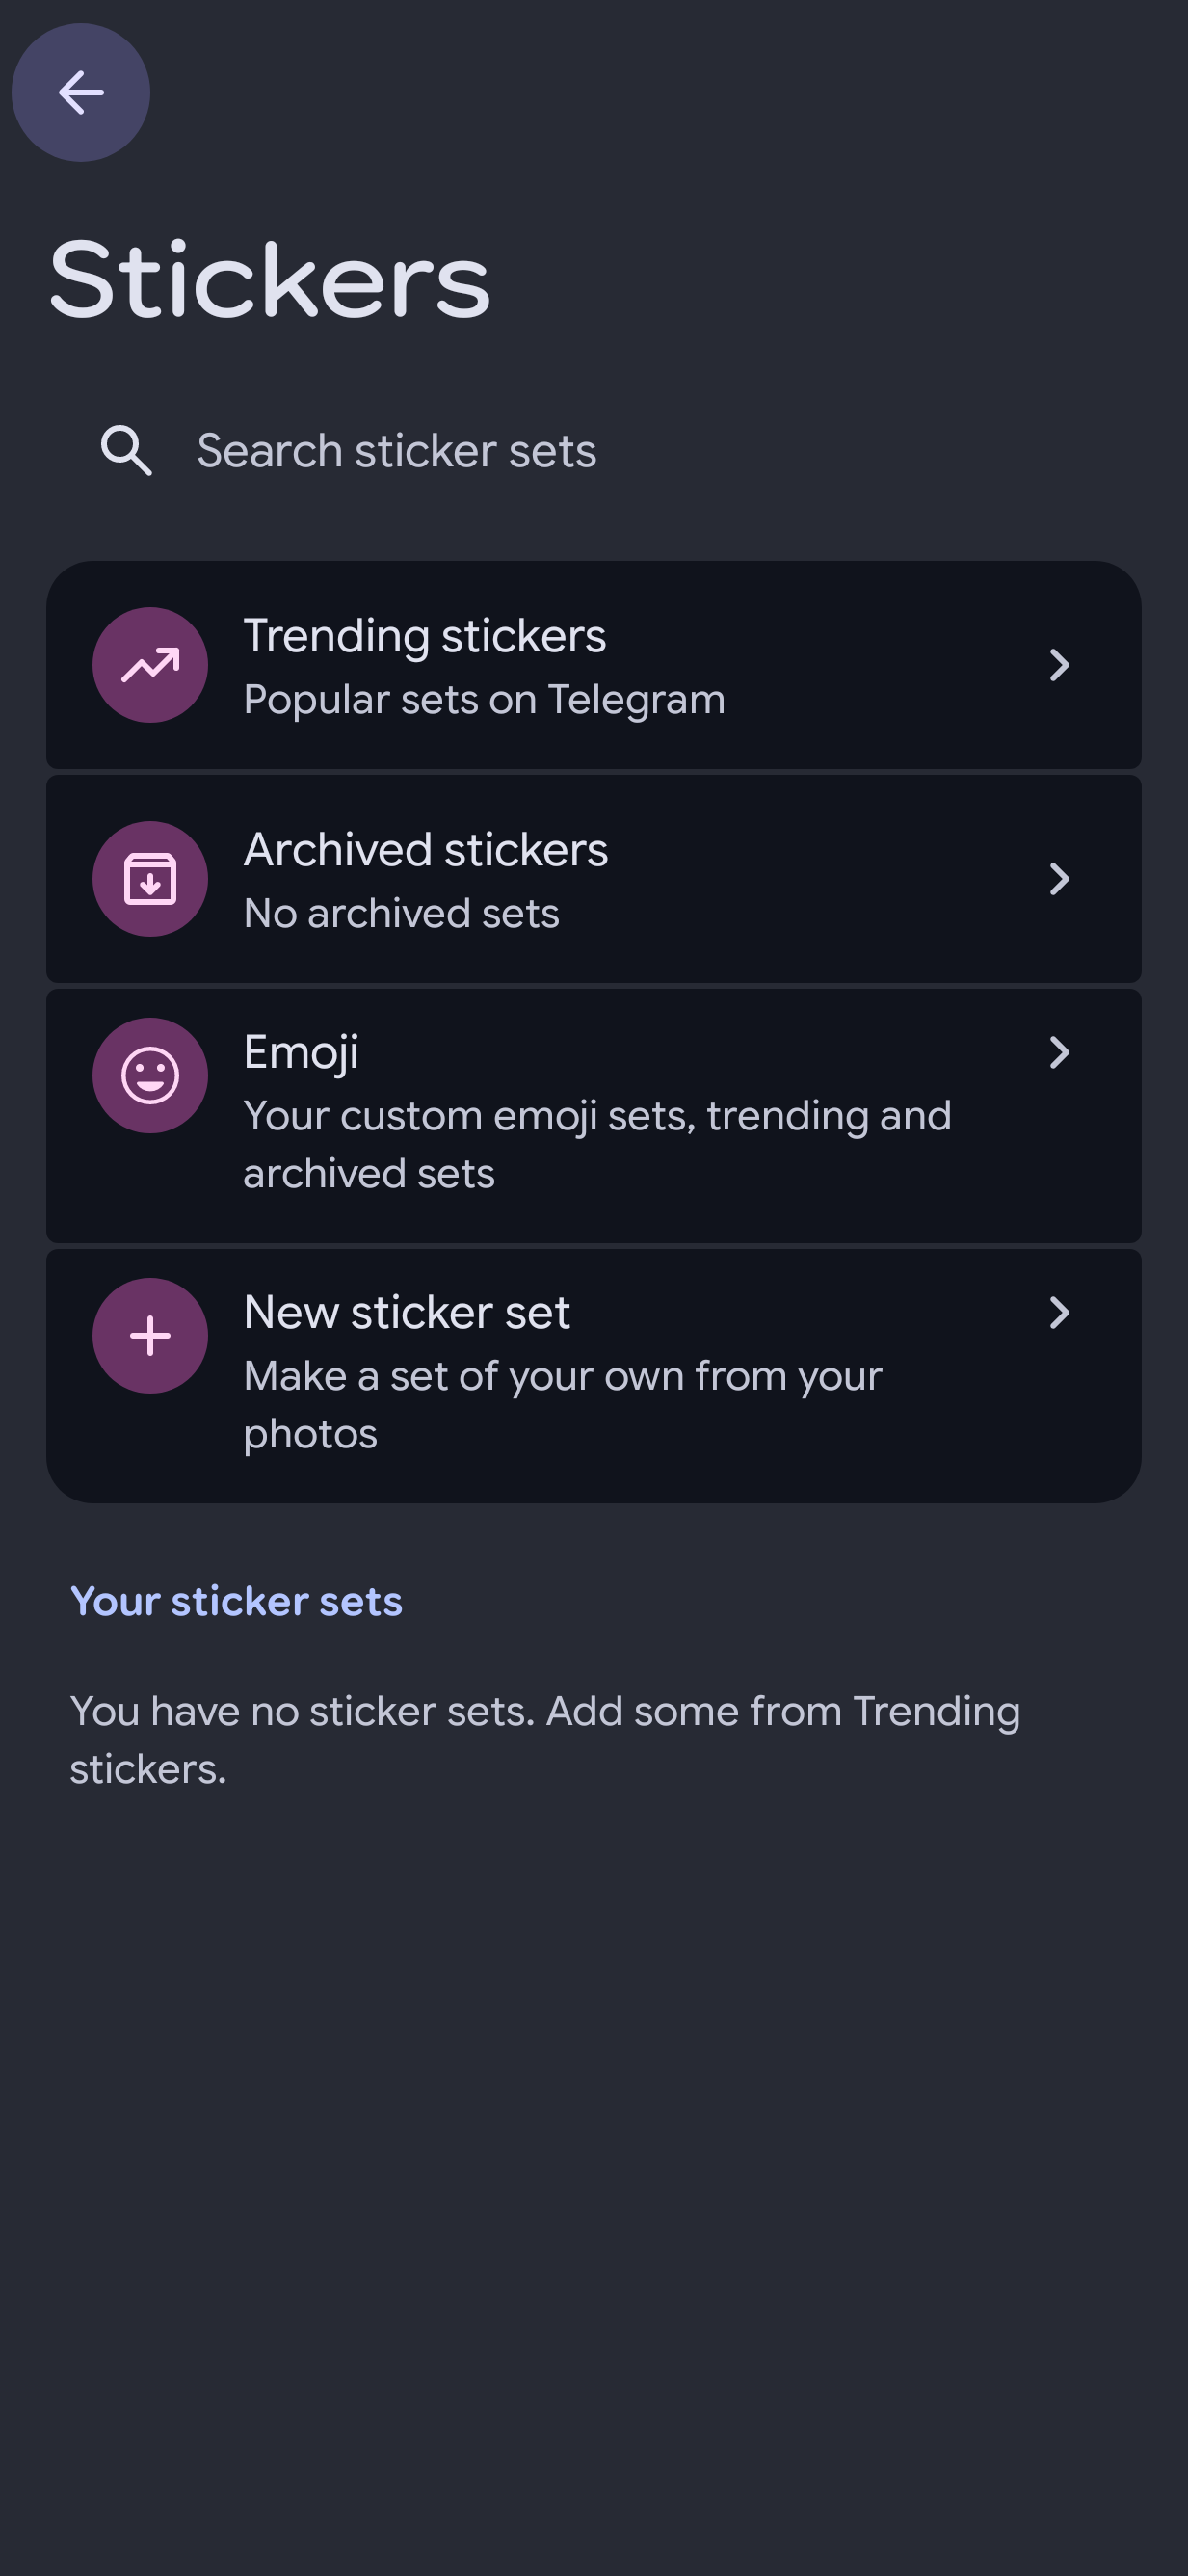 Stickers
Search sticker sets
Trending stickers
Popular sets on Telegram
Archived stickers
No archived sets
Emoji
Your custom emoji sets, trending and
archived sets
New sticker set
Make a set of your own from your
photos
Your sticker sets
You have no sticker sets. Add some from Trending
stickers.